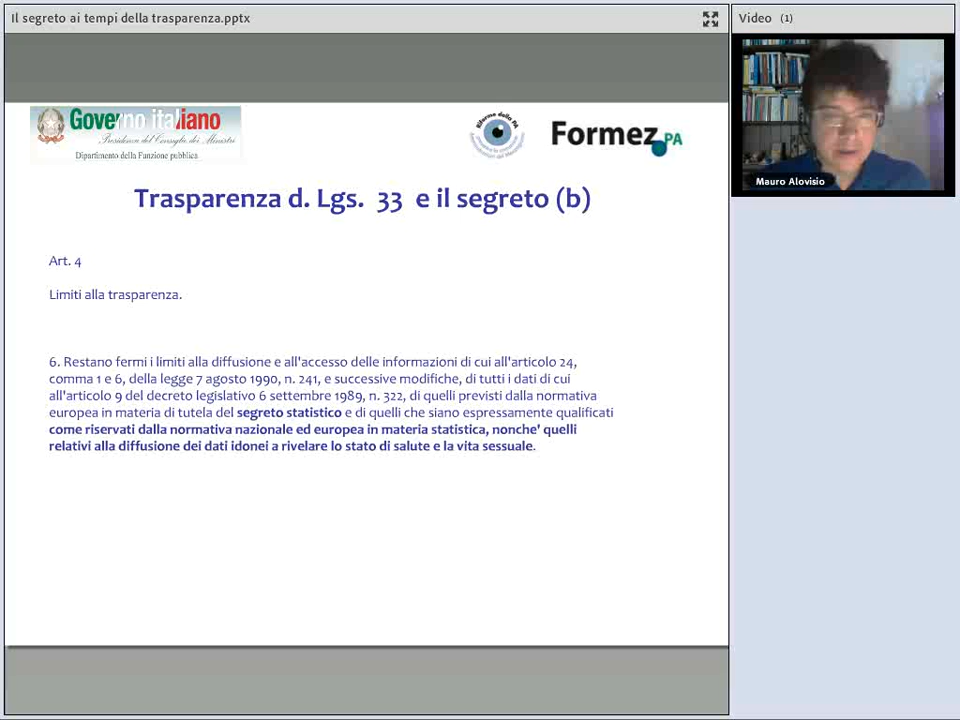 Il segreto ai tempi della trasparenza.pptx
Video (1)
Governo italiano
Presidenza del Consiglio dei Ministri
Dipartimento della Funzione pubblica
Riforme della PA
Formez PA
Mauro Alovisio
Trasparenza d. Lgs. 33 e il segreto (b)
Art. 4
Limiti alla trasparenza.
6. Restano fermi i limiti alla diffusione e all'accesso delle informazioni di cui all'articolo 24,
comma 1 e 6, della legge 7 agosto 1990, n. 241, e successive modifiche, di tutti i dati di cui
all'articolo 9 del decreto legislativo 6 settembre 1989, n. 322, di quelli previsti dalla normativa
europea in materia di tutela del segreto statistico e di quelli che siano espressamente qualificati
come riservati dalla normativa nazionale ed europea in materia statistica, nonche' quelli
relativi alla diffusione dei dati idonei a rivelare lo stato di salute e la vita sessuale.